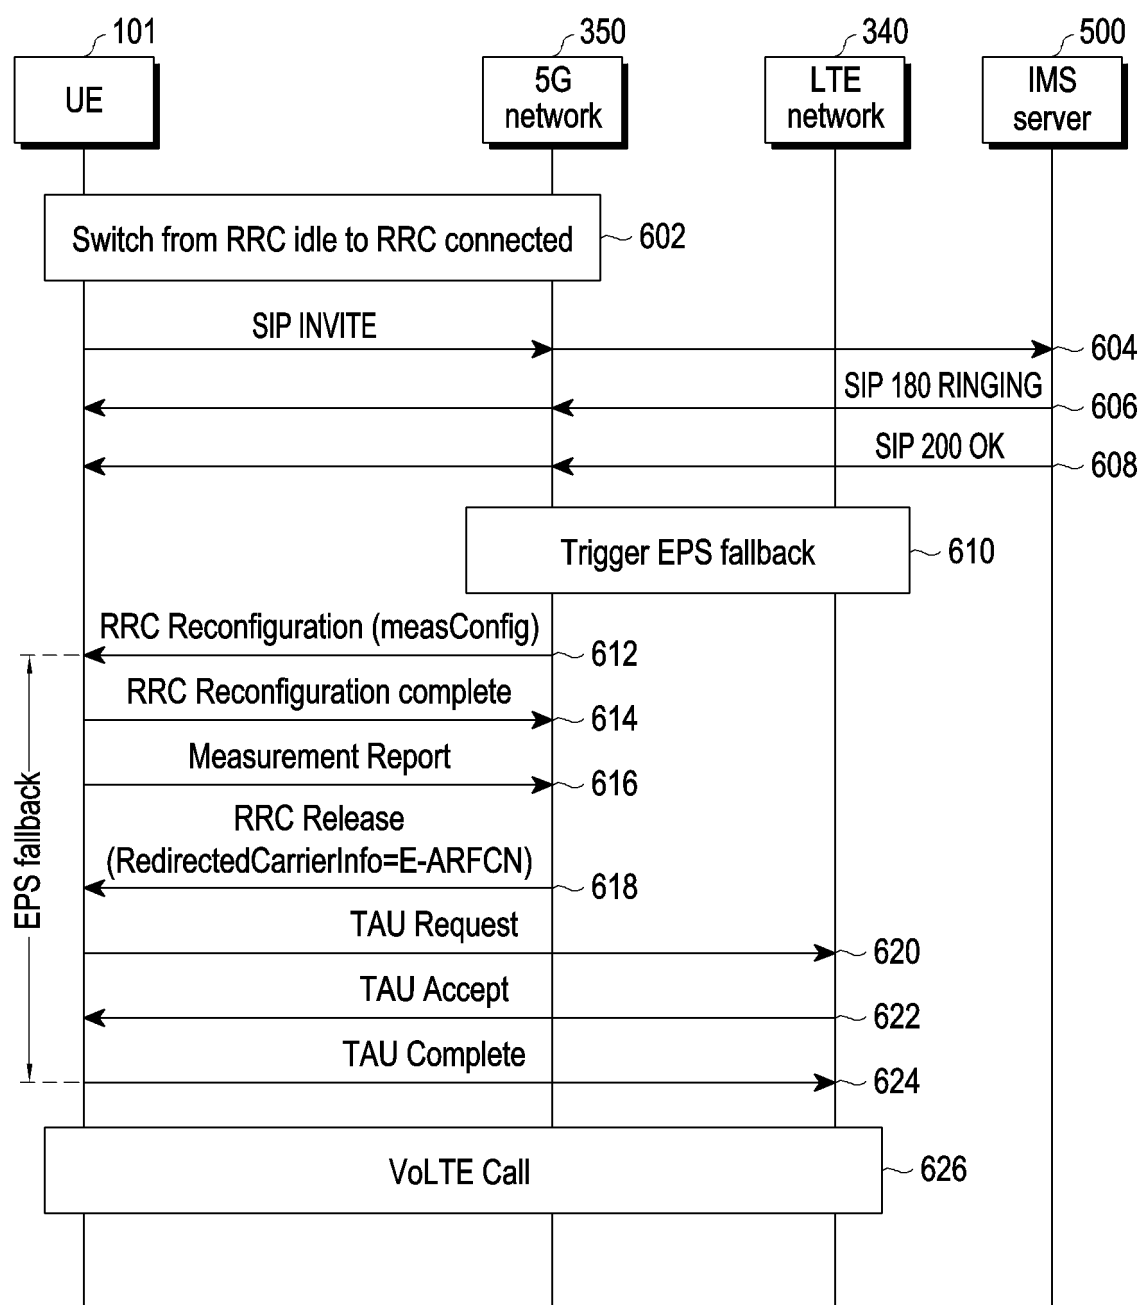 101
350
340
500
UE
5G
network
LTE
network
IMS
server
Switch from RRC idle to RRC connected
602
SIP INVITE
604
SIP 180 RINGING
606
SIP 200 OK
608
Trigger EPS fallback
610
RRC Reconfiguration (measConfig)
612
RRC Reconfiguration complete
614
Measurement Report
616
RRC Release
(RedirectedCarrierInfo=E-ARFCN)
618
EPS fallback
TAU Request
620
TAU Accept
622
TAU Complete
624
VoLTE Call
626